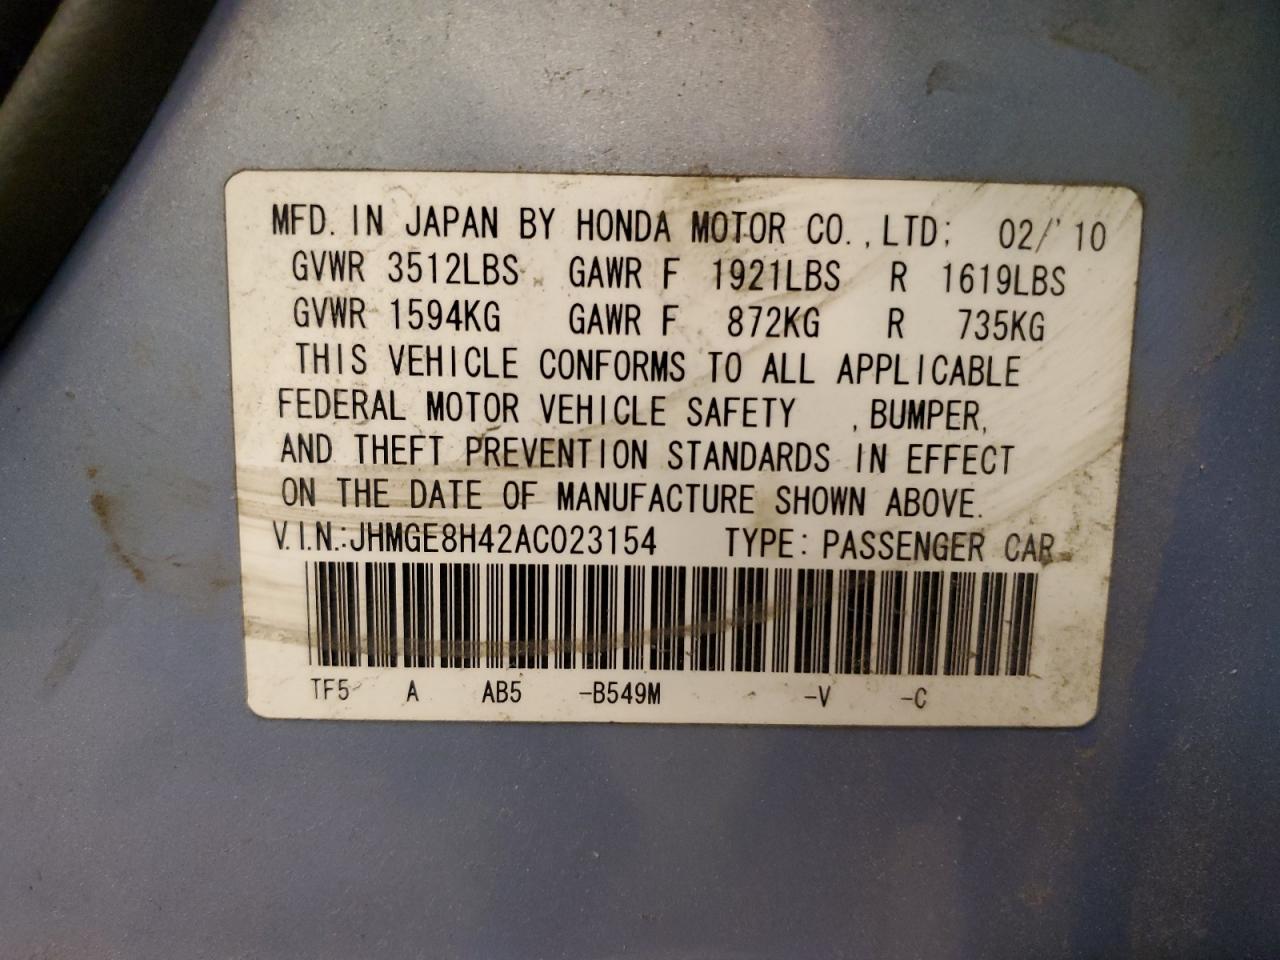 MFD. IN JAPAN BY HONDA MOTOR CO., LTD; 02/'10
GVWR 3512LBS GAWR F 1921LBS R 1619LBS
GVWR 1594KG GAWR F 872KG R 735KG
THIS VEHICLE CONFORMS TO ALL APPLICABLE
FEDERAL MOTOR VEHICLE SAFETY , BUMPER,
AND THEFT PREVENTION STANDARDS IN EFFECT
ON THE DATE OF MANUFACTURE SHOWN ABOVE.
V.I.N.:JHMGE8H42AC023154 TYPE: PASSENGER CAR
TF5 A AB5 -B549M -V -C